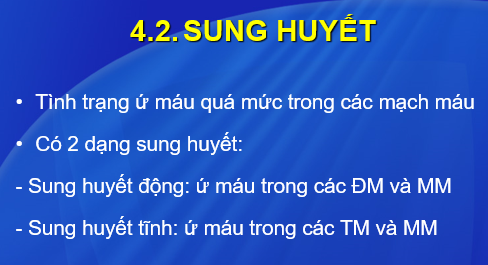 4.2. SUNG HUYẾT
• Tình trạng ứ máu quá mức trong các mạch máu
• Có 2 dạng sung huyết:
- Sung huyết động: ứ máu trong các ĐM và MM
- Sung huyết tĩnh: ứ máu trong các TM và MM